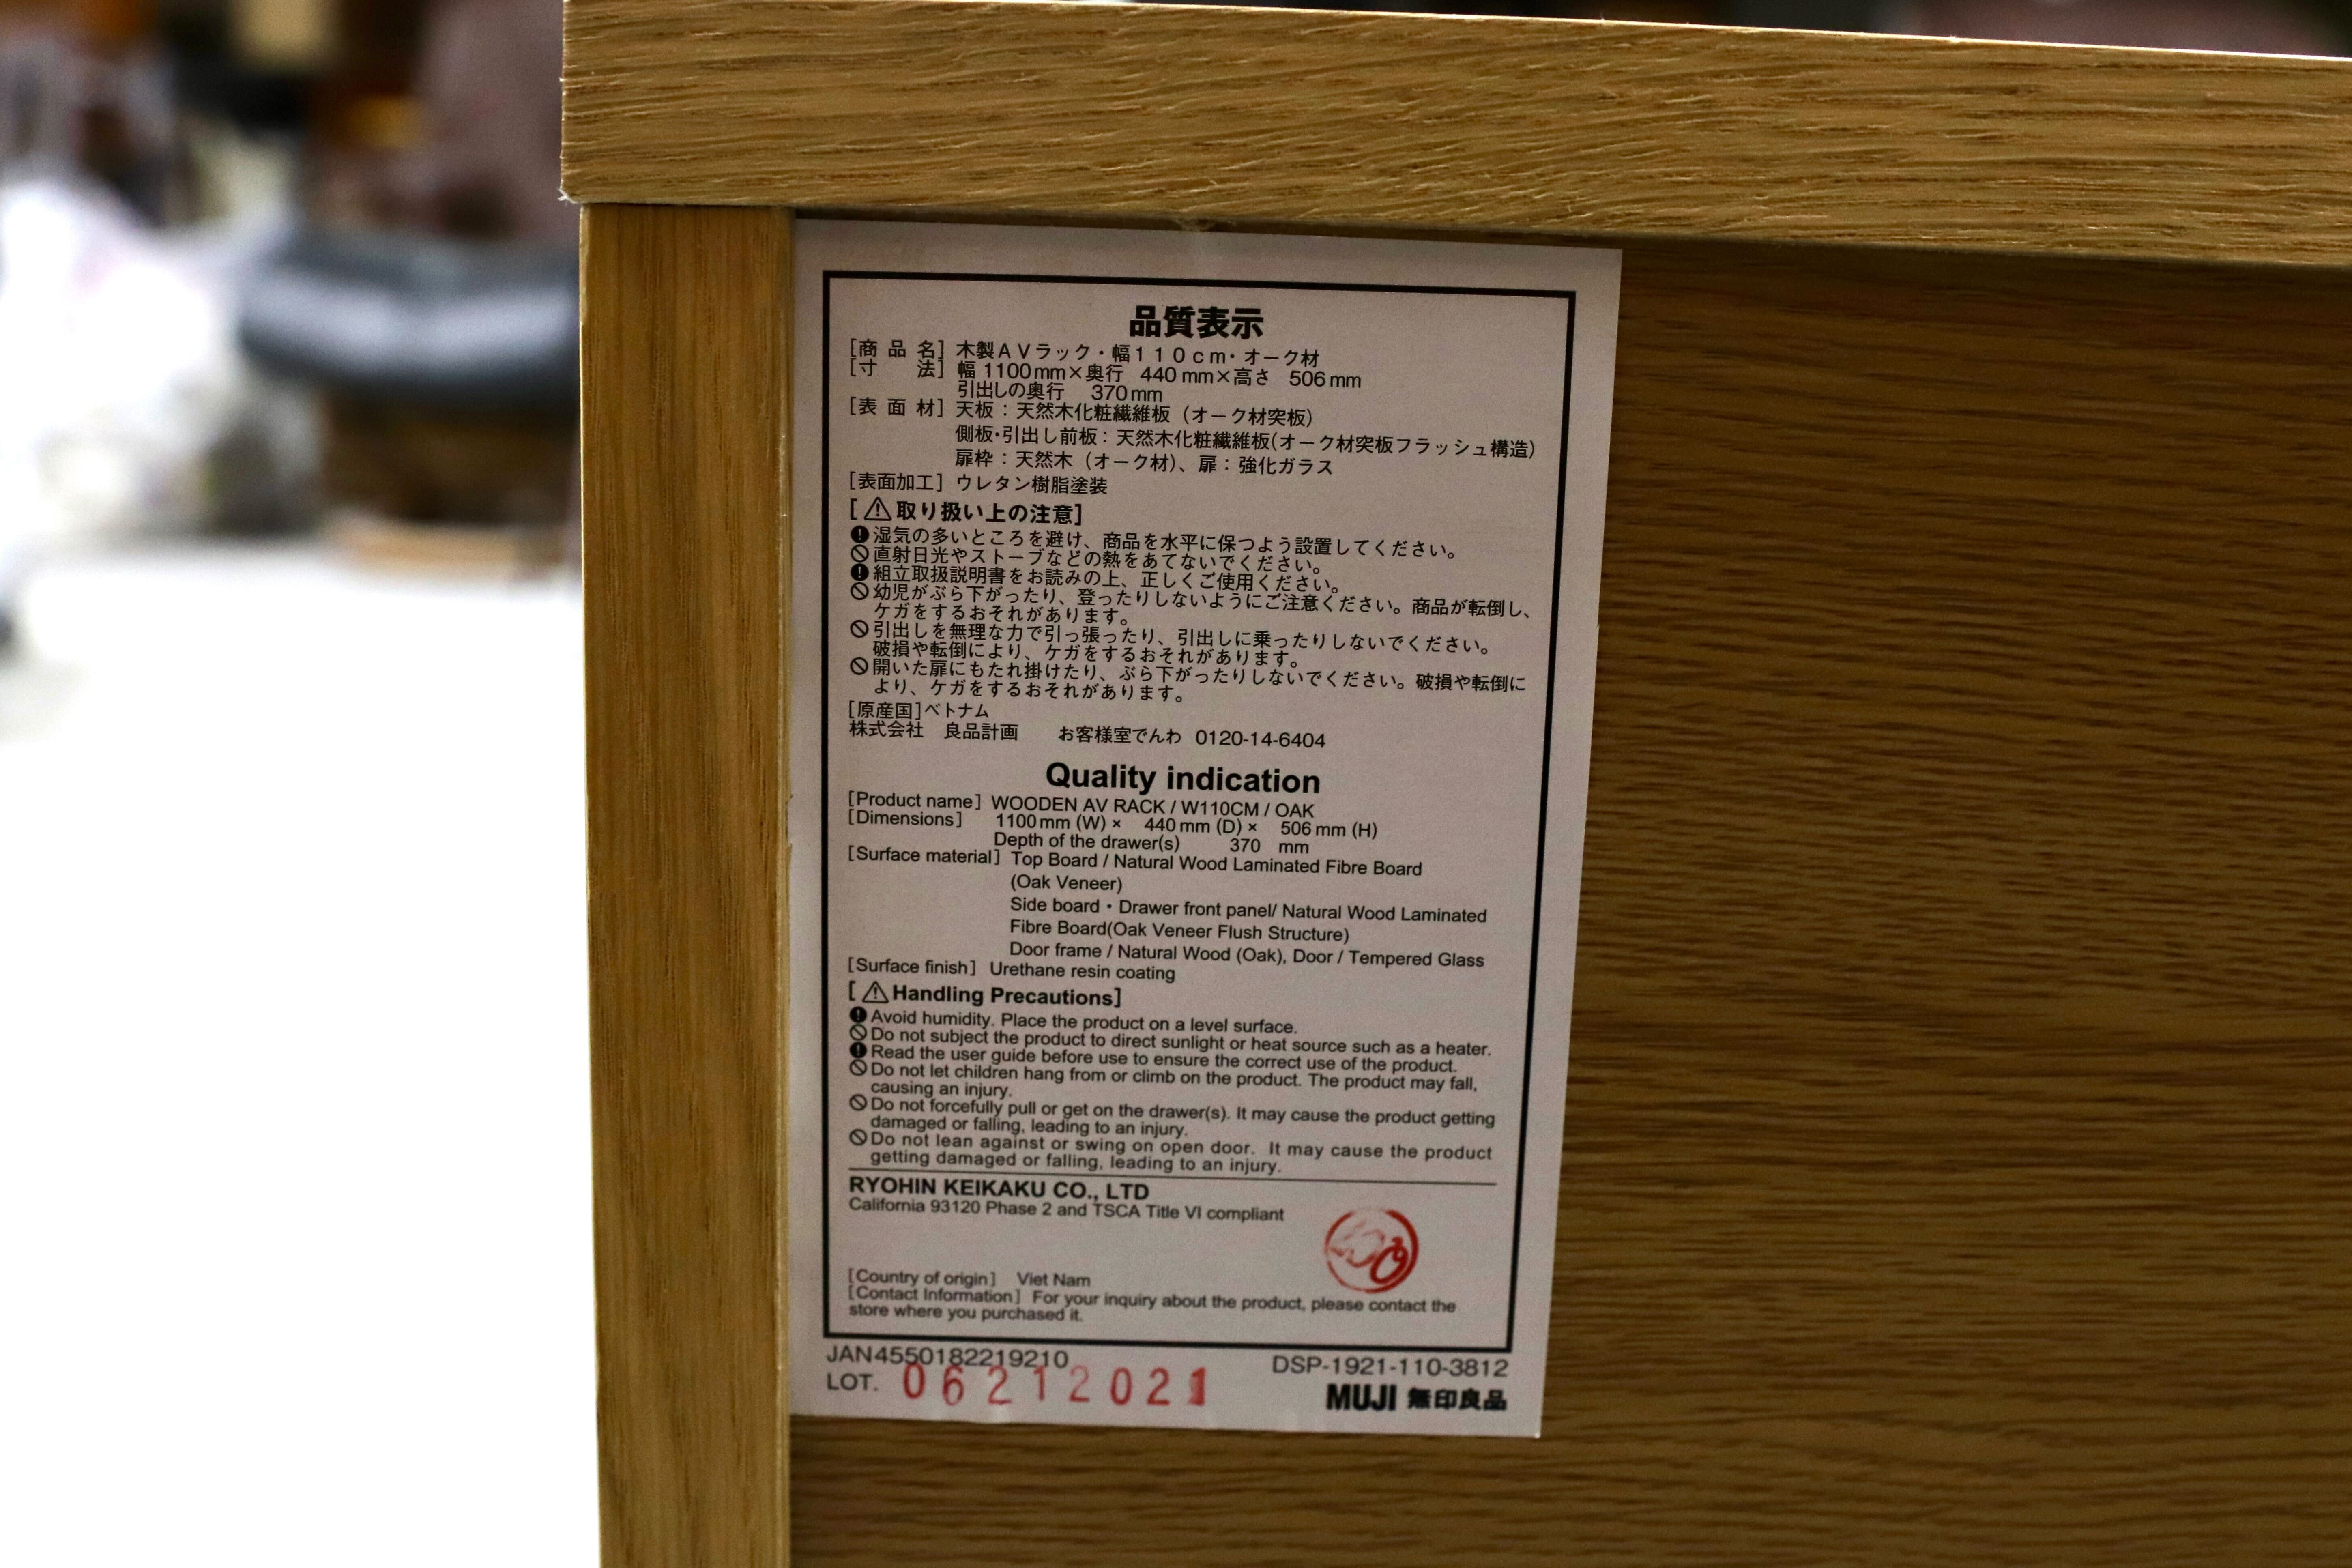 品質表示
[商品名] 木製ＡＶラック・幅１１０ｃｍ・オーク材
[寸　法] 幅 1100mm×奥行 440mm×高さ 506mm
引出しの奥行 370mm
[表面材] 天板：天然木化粧繊維板（オーク材突板）
側板・引出し前板：天然木化粧繊維板(オーク材突板フラッシュ構造)
扉枠：天然木（オーク材）、扉：強化ガラス
[表面加工] ウレタン樹脂塗装
[⚠取り扱い上の注意]
湿気の多いところを避け、商品を水平に保つよう設置してください。
直射日光やストーブなどの熱をあてないでください。
組立取扱説明書をお読みの上、正しくご使用ください。
幼児がぶら下がったり、登ったりしないようにご注意ください。商品が転倒し、
ケガをするおそれがあります。
引出しを無理な力で引っ張ったり、引出しに乗ったりしないでください。
破損や転倒により、ケガをするおそれがあります。
開いた扉にもたれ掛けたり、ぶら下がったりしないでください。破損や転倒に
より、ケガをするおそれがあります。
[原産国]ベトナム
株式会社　良品計画　　お客様室でんわ 0120-14-6404
Quality indication
[Product name] WOODEN AV RACK / W110CM / OAK
[Dimensions] 1100mm (W) × 440mm (D) × 506mm (H)
Depth of the drawer(s) 370 mm
[Surface material] Top Board / Natural Wood Laminated Fibre Board
(Oak Veneer)
Side board・Drawer front panel/ Natural Wood Laminated
Fibre Board(Oak Veneer Flush Structure)
Door frame / Natural Wood (Oak), Door / Tempered Glass
[Surface finish] Urethane resin coating
[⚠Handling Precautions]
Avoid humidity. Place the product on a level surface.
Do not subject the product to direct sunlight or heat source such as a heater.
Read the user guide before use to ensure the correct use of the product.
Do not let children hang from or climb on the product. The product may fall,
causing an injury.
Do not forcefully pull or get on the drawer(s). It may cause the product getting
damaged or falling, leading to an injury.
Do not lean against or swing on open door. It may cause the product
getting damaged or falling, leading to an injury.
RYOHIN KEIKAKU CO., LTD
California 93120 Phase 2 and TSCA Title VI compliant
[Country of origin] Viet Nam
[Contact Information] For your inquiry about the product, please contact the
store where you purchased it.
JAN4550182219210
DSP-1921-110-3812
LOT. 06212021
MUJI 無印良品